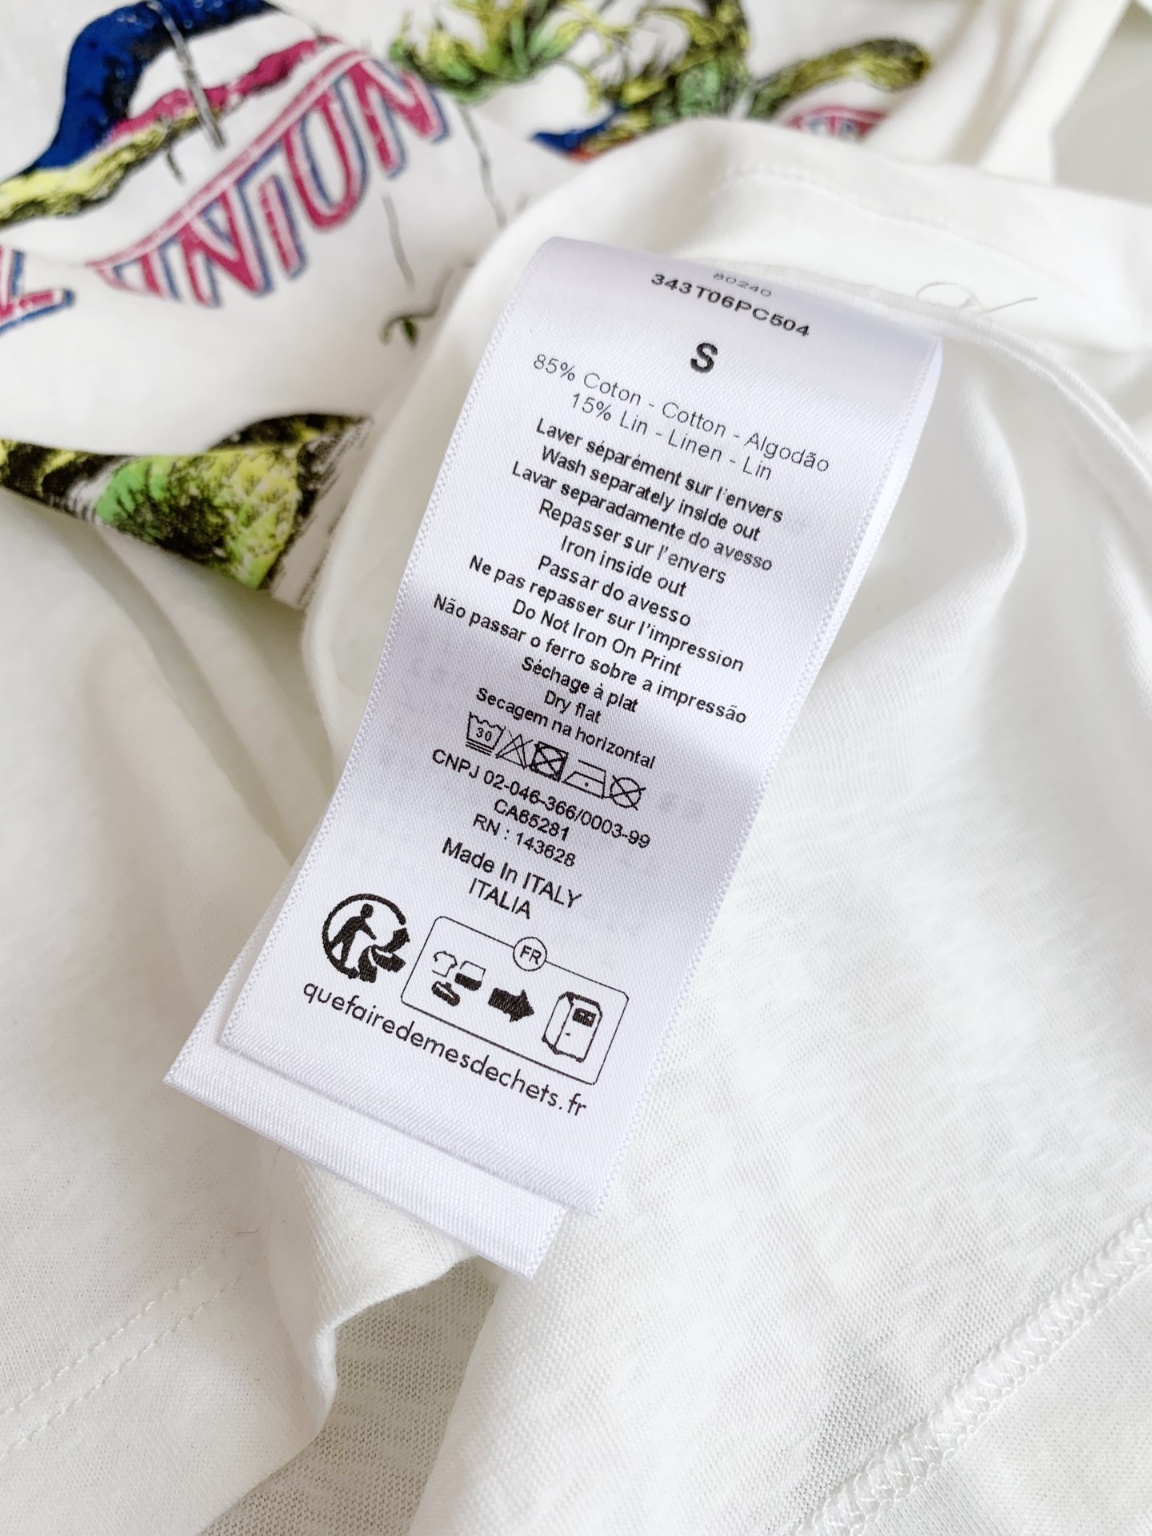 80240
343T06PC504
S
85% Coton - Cotton - Algodão
15% Lin - Linen - Lin
Laver séparément sur l'envers
Wash separately inside out
Lavar separadamente do avesso
Repasser sur l'envers
Iron inside out
Passar do avesso
Ne pas repasser sur l'impression
Do Not Iron On Print
Não passar o ferro sobre a impressão
Séchage à plat
Dry flat
Secagem na horizontal
30
CNPJ 02-046-366/0003-99
CA65281
RN : 143628
Made In ITALY
ITALIA
FR
quefairedemesdechets.fr